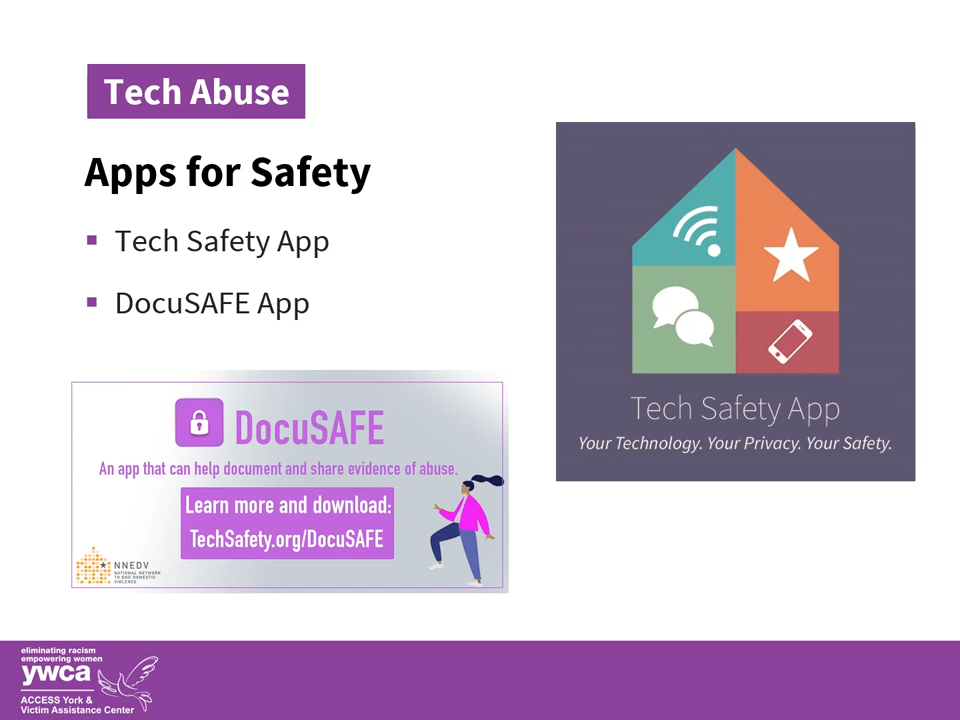 Tech Abuse
Apps for Safety
Tech Safety App
DocuSAFE App
DocuSAFE
An app that can help document and share evidence of abuse.
Learn more and download:
TechSafety.org/DocuSAFE
NNEDV
NATIONAL NETWORK
TO END DOMESTIC
VIOLENCE
Tech Safety App
Your Technology. Your Privacy. Your Safety.
eliminating racism
empowering women
ywca
ACCESS York &
Victim Assistance Center